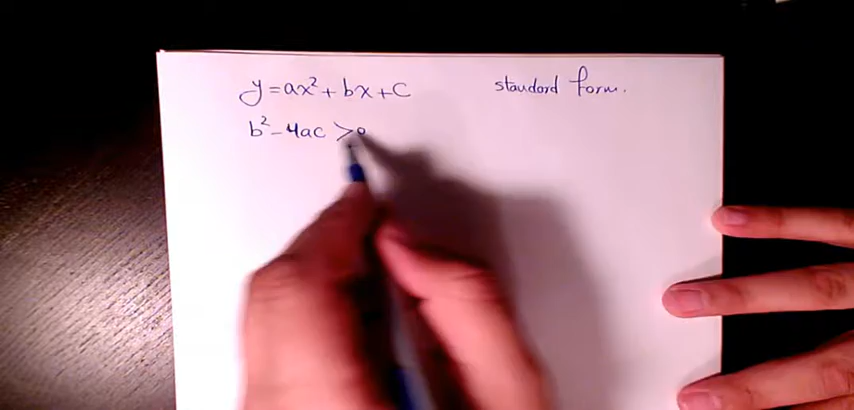 y = ax² + bx + c standard form.
b² - 4ac > 0